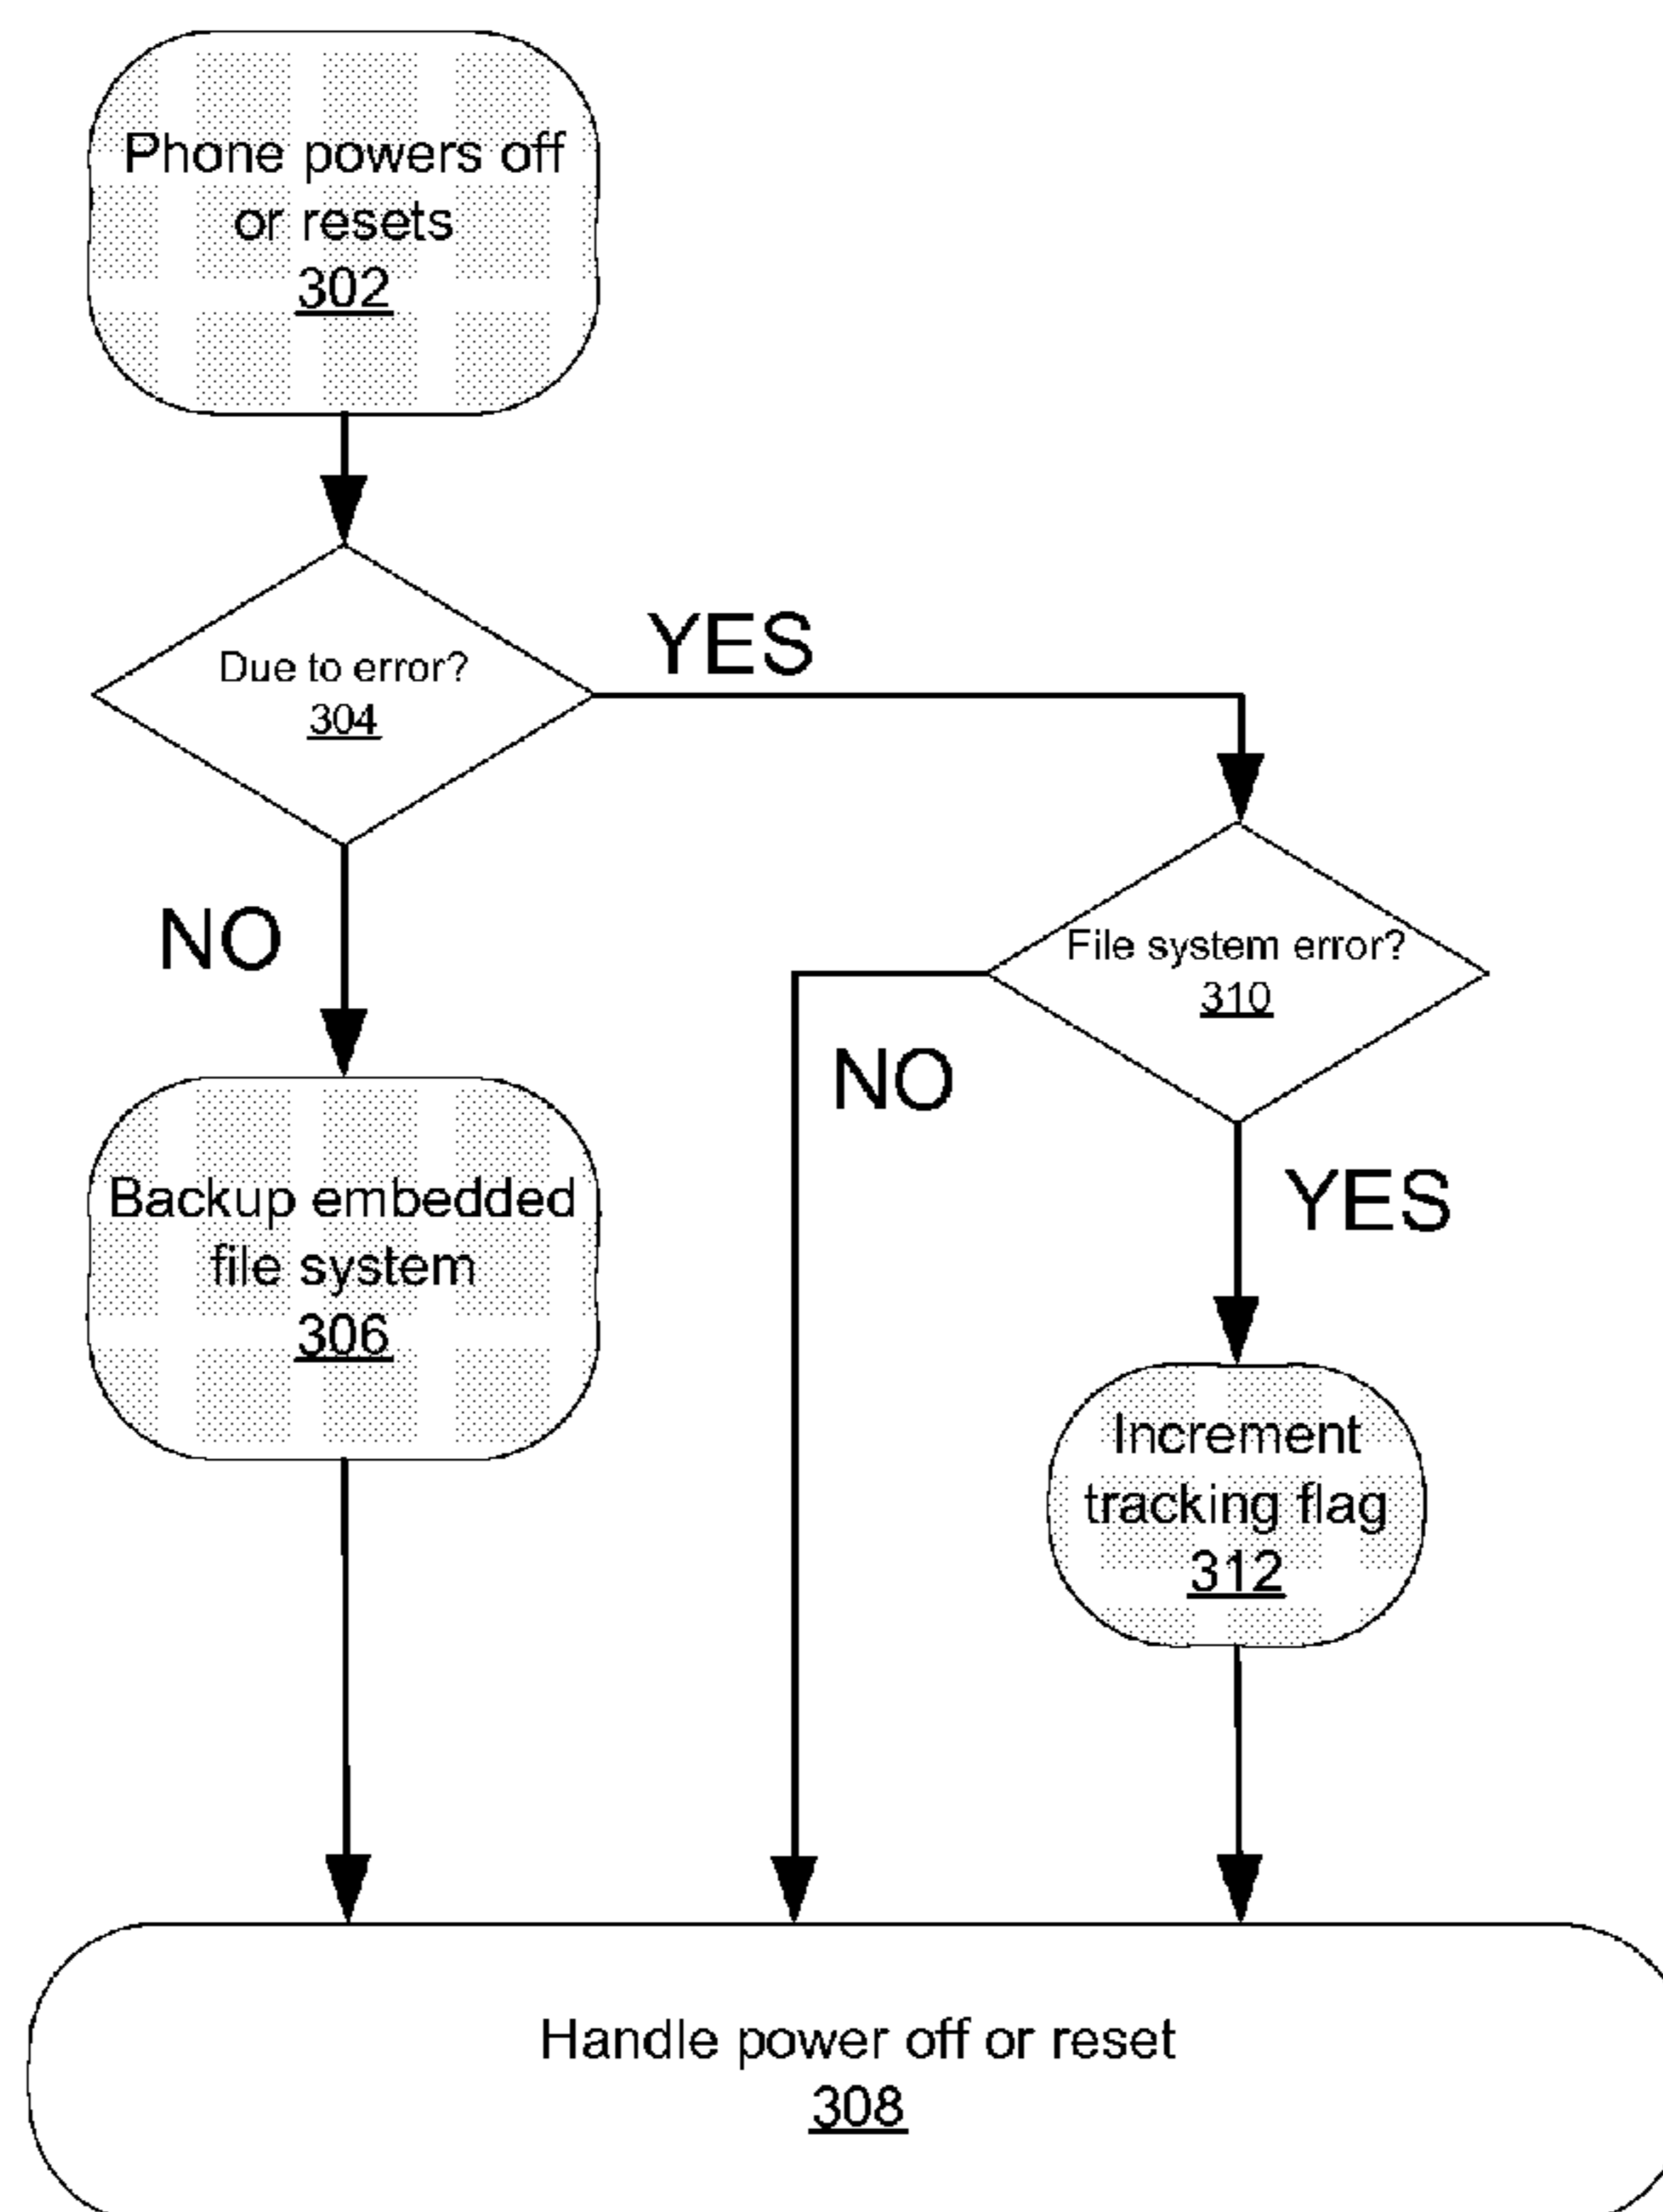 Phone powers off
or resets
302
Due to error?
304
YES
NO
File system error?
310
NO
YES
Backup embedded
file system
306
Increment
tracking flag
312
Handle power off or reset
308